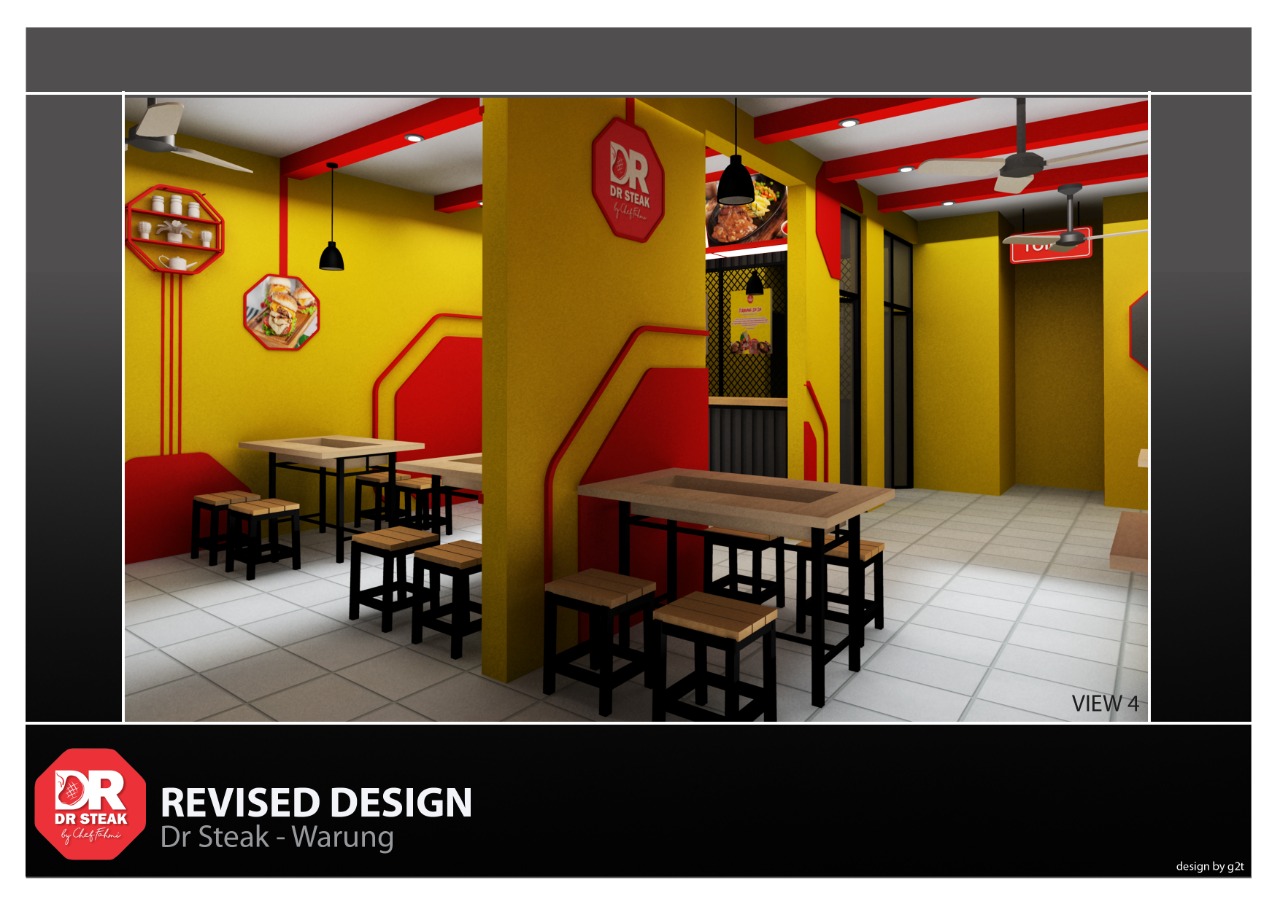 DR
DR STEAK
by Chef Fahmi
VIEW 4
DR
DR STEAK
by Chef Fahmi
REVISED DESIGN
Dr Steak - Warung
design by g2t